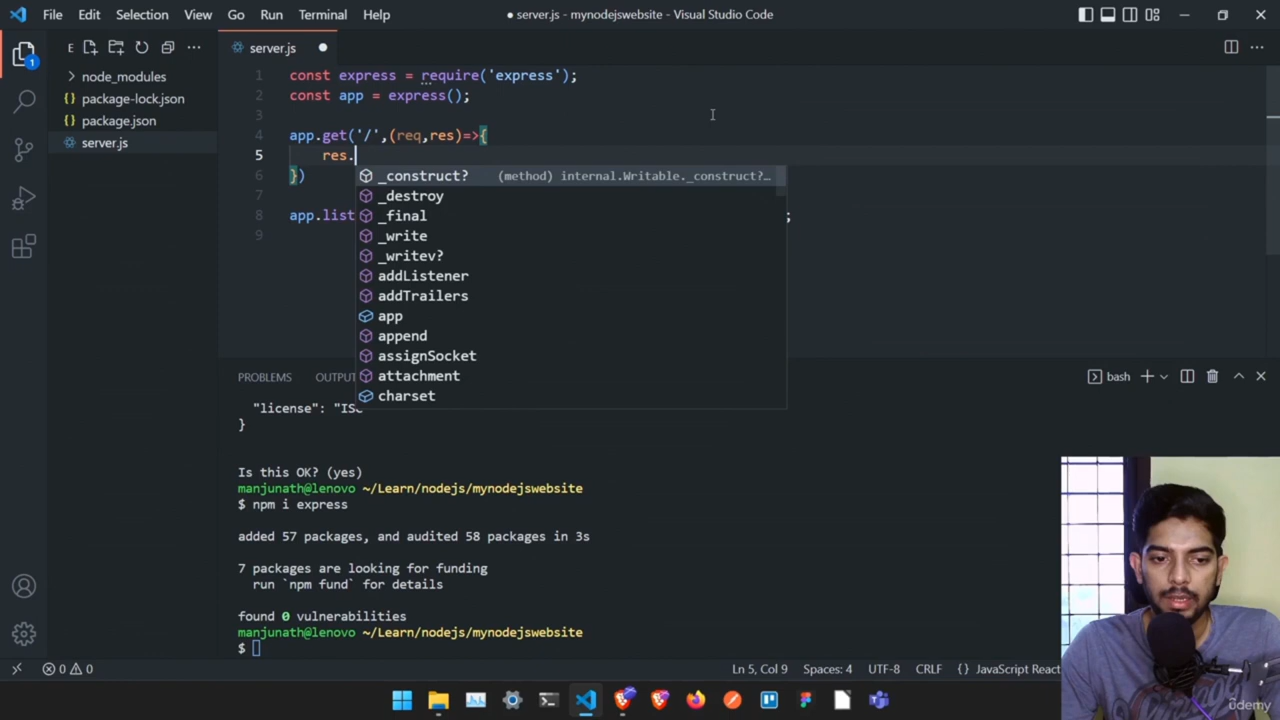 File Edit Selection View Go Run Terminal Help
● server.js - mynodejswebsite - Visual Studio Code
E
node_modules
package-lock.json
package.json
server.js
1
server.js
1 const express = require('express');
2 const app = express();
3
4 app.get('/',(req,res)=>{
5 res.
6 })
7
8 app.list ;
9
_construct? (method) internal.Writable._construct?…
_destroy
_final
_write
_writev?
addListener
addTrailers
app
append
assignSocket
attachment
charset
PROBLEMS OUTPU
bash
"license": "IS
}
Is this OK? (yes)
manjunath@lenovo ~/Learn/nodejs/mynodejswebsite
$ npm i express
added 57 packages, and audited 58 packages in 3s
7 packages are looking for funding
run `npm fund` for details
found 0 vulnerabilities
manjunath@lenovo ~/Learn/nodejs/mynodejswebsite
$
0 0
Ln 5, Col 9 Spaces: 4 UTF-8 CRLF {} JavaScript React
udemy